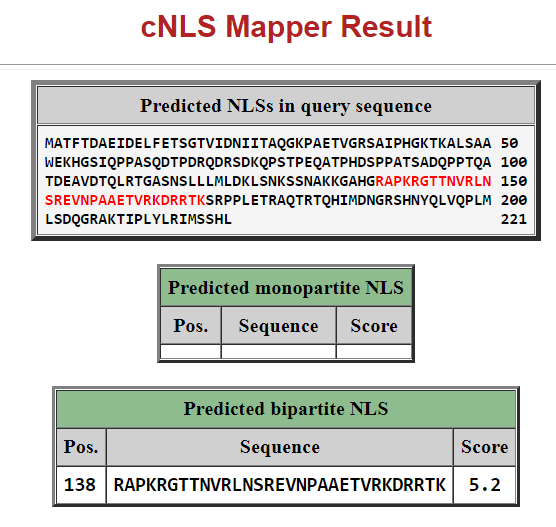 cNLS Mapper Result
Predicted NLSs in query sequence
MATFTDAEIDELFETSGTVIDNIITAQGKPAETVGRSAIPHGKTKALSAA 50
WEKHGSIQPPASQDTPDRQDRSDKQPSTPEQATPHDSPPATSADQPPTQA 100
TDEAVDTQLRTGASNSLLLMLDKLSNKSSNAKKGAHGRAPKRGTTNVRLN 150
SREVNPAAETVRKDRRTKSRPPLETRAQTRTQHIMDNGRSHNYQLVQPLM 200
LSDQGRAKTIPLYLRIMSSHL 221
Predicted monopartite NLS
Pos. Sequence Score
Predicted bipartite NLS
Pos. Sequence Score
138 RAPKRGTTNVRLNSREVNPAAETVRKDRRTK 5.2